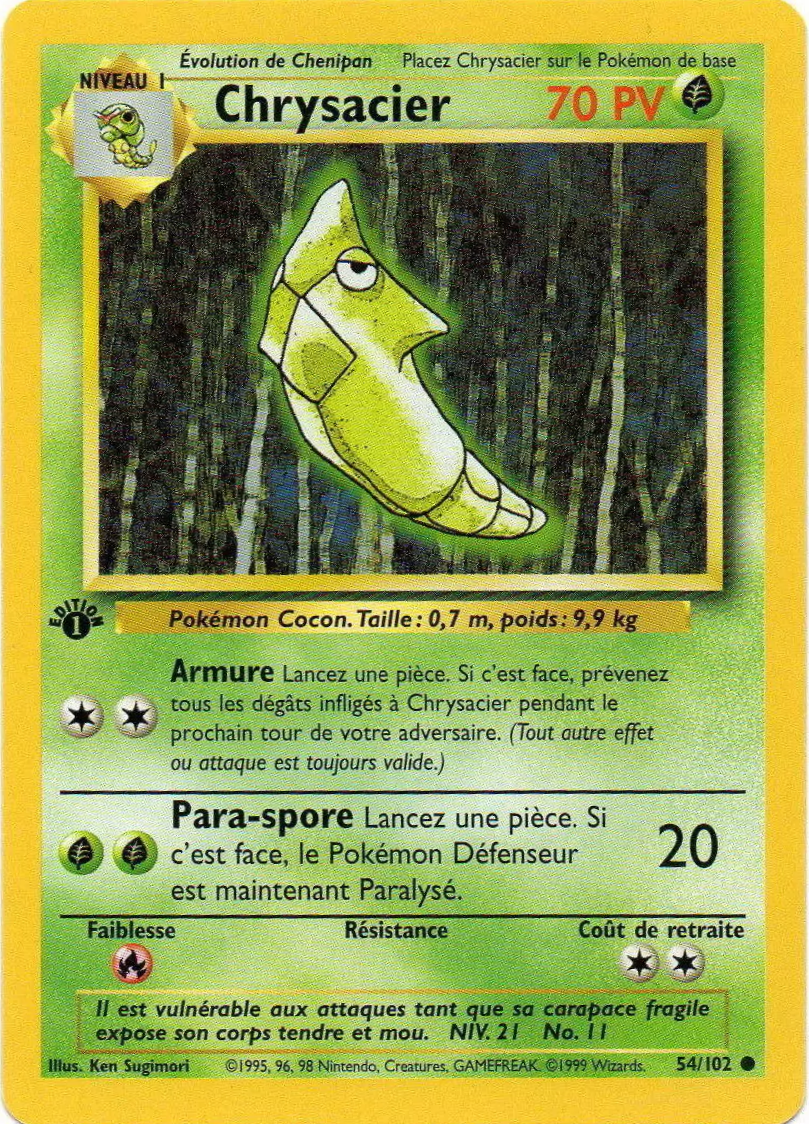 Évolution de Chenipan Placez Chrysacier sur le Pokémon de base
NIVEAU 1
Chrysacier 70 PV
EDITION 1
Pokémon Cocon. Taille: 0,7 m, poids: 9,9 kg
Armure Lancez une pièce. Si c'est face, prévenez
tous les dégâts infligés à Chrysacier pendant le
prochain tour de votre adversaire. (Tout autre effet
ou attaque est toujours valide.)
Para-spore Lancez une pièce. Si
c'est face, le Pokémon Défenseur 20
est maintenant Paralysé.
Faiblesse Résistance Coût de retraite
Il est vulnérable aux attaques tant que sa carapace fragile
expose son corps tendre et mou. NIV. 21 No. 11
Illus. Ken Sugimori ©1995, 96, 98 Nintendo, Creatures, GAMEFREAK. ©1999 Wizards. 54/102